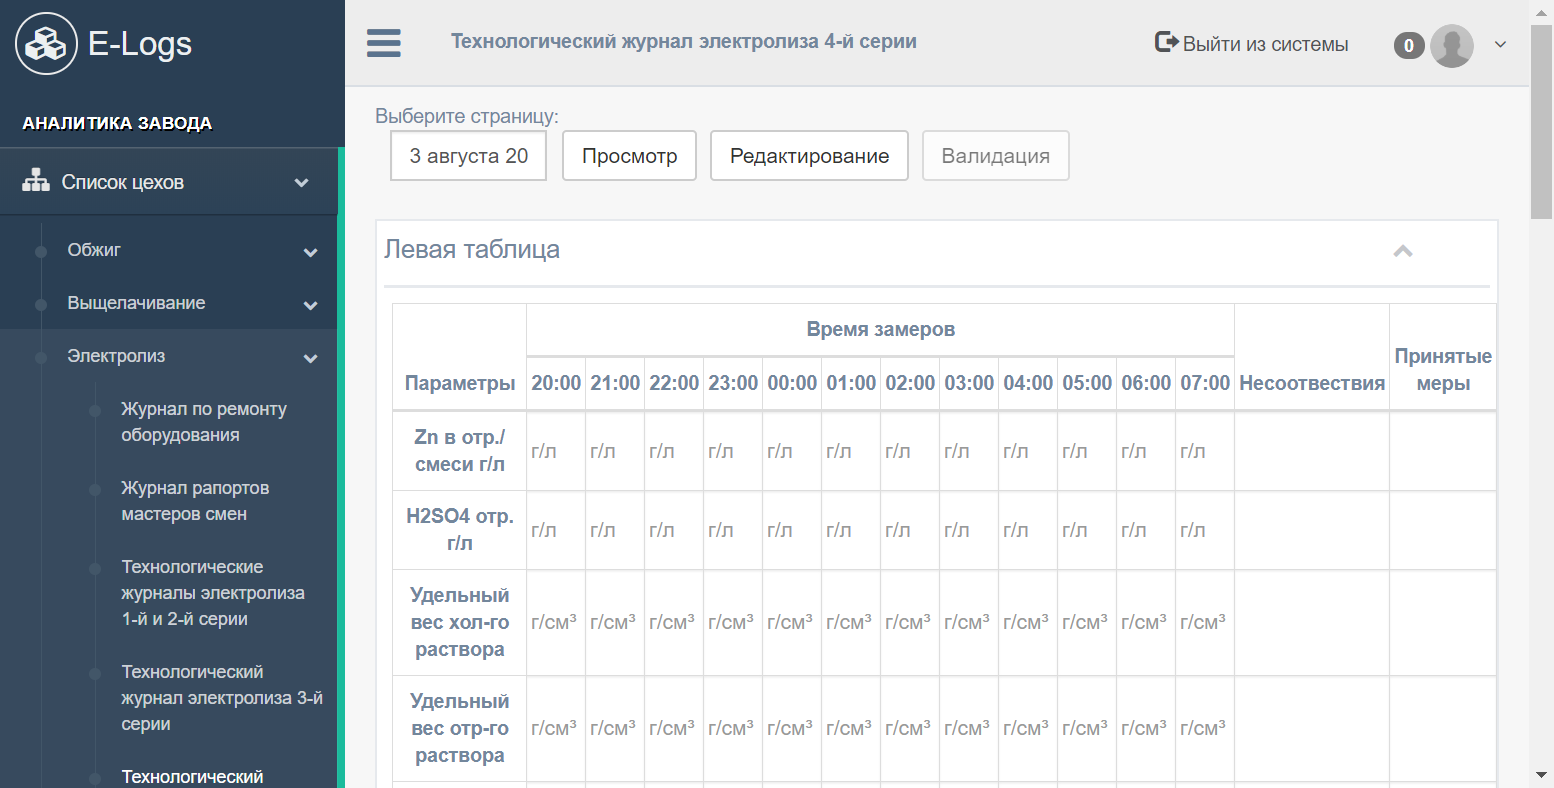 E-Logs
АНАЛИТИКА ЗАВОДА
Список цехов
Обжиг
Выщелачивание
Электролиз
Журнал по ремонту
оборудования
Журнал рапортов
мастеров смен
Технологические
журналы электролиза
1-й и 2-й серии
Технологический
журнал электролиза 3-й
серии
Технологический
Технологический журнал электролиза 4-й серии
Выйти из системы
0
Выберите страницу:
3 августа 20
Просмотр
Редактирование
Валидация
Левая таблица
Время замеров
Принятые
Параметры 20:00 21:00 22:00 23:00 00:00 01:00 02:00 03:00 04:00 05:00 06:00 07:00 Несоотвествия меры
Zn в отр./
г/л г/л г/л г/л г/л г/л г/л г/л г/л г/л г/л г/л
смеси г/л
H2SO4 отр.
г/л г/л г/л г/л г/л г/л г/л г/л г/л г/л г/л г/л
г/л
Удельный
вес хол-го г/см³ г/см³ г/см³ г/см³ г/см³ г/см³ г/см³ г/см³ г/см³ г/см³ г/см³ г/см³
раствора
Удельный
вес отр-го г/см³ г/см³ г/см³ г/см³ г/см³ г/см³ г/см³ г/см³ г/см³ г/см³ г/см³ г/см³
раствора